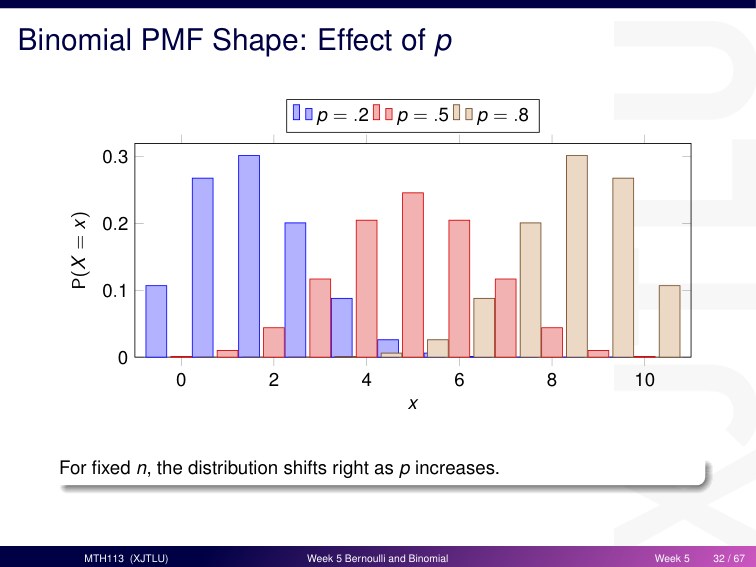 Binomial PMF Shape: Effect of p
p = .2 p = .5 p = .8
0.3
0.2
0.1
0
P(X = x)
0 2 4 6 8 10
x
For fixed n, the distribution shifts right as p increases.
XJTLU
MTH113 (XJTLU) Week 5 Bernoulli and Binomial Week 5 32 / 67